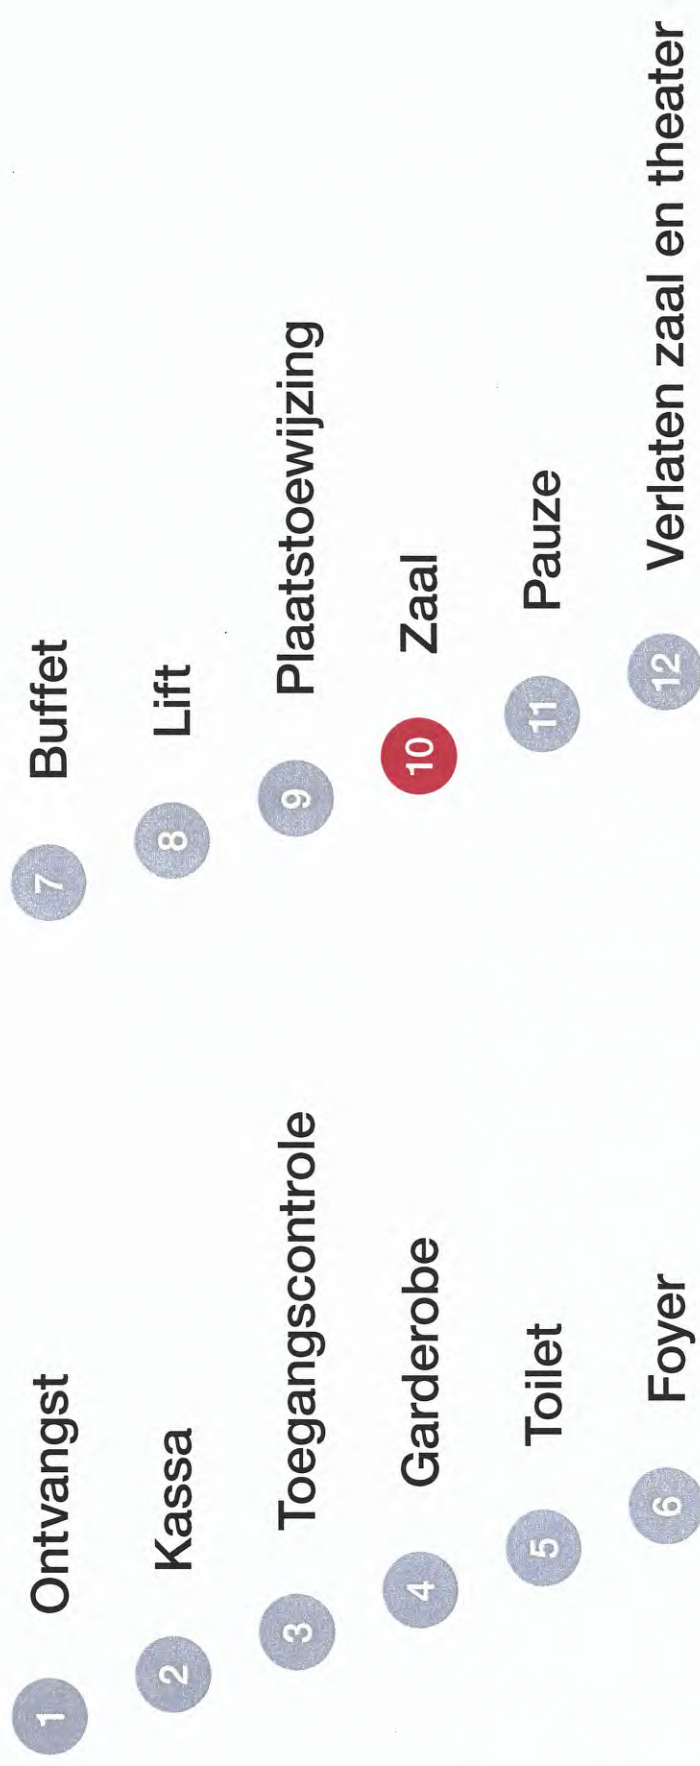 1 Ontvangst
2 Kassa
3 Toegangscontrole
4 Garderobe
5 Toilet
6 Foyer
7 Buffet
8 Lift
9 Plaatstoewijzing
10 Zaal
11 Pauze
12 Verlaten zaal en theater